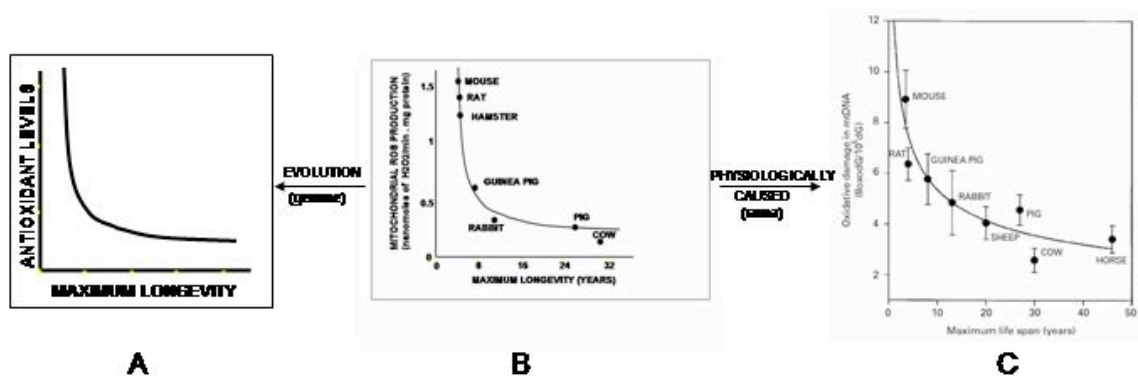 ANTIOXIDANT LEVELS
MAXIMUM LONGEVITY
A
EVOLUTION
(genome)
MITOCHONDRIAL ROS PRODUCTION
(nanomoles of H2O2/min . mg protein)
1.5
1
0.5
0
0
8
16
24
32
MOUSE
RAT
HAMSTER
GUINEA PIG
RABBIT
PIG
COW
MAXIMUM LONGEVITY (YEARS)
B
PHYSIOLOGICALLY
CAUSED
Oxidative damage in mtDNA
12
10
8
6
4
2
0
10
20
30
40
50
MOUSE
RAT
GUINEA PIG
RABBIT
SHEEP
PIG
COW
HORSE
Maximum life span (years)
C